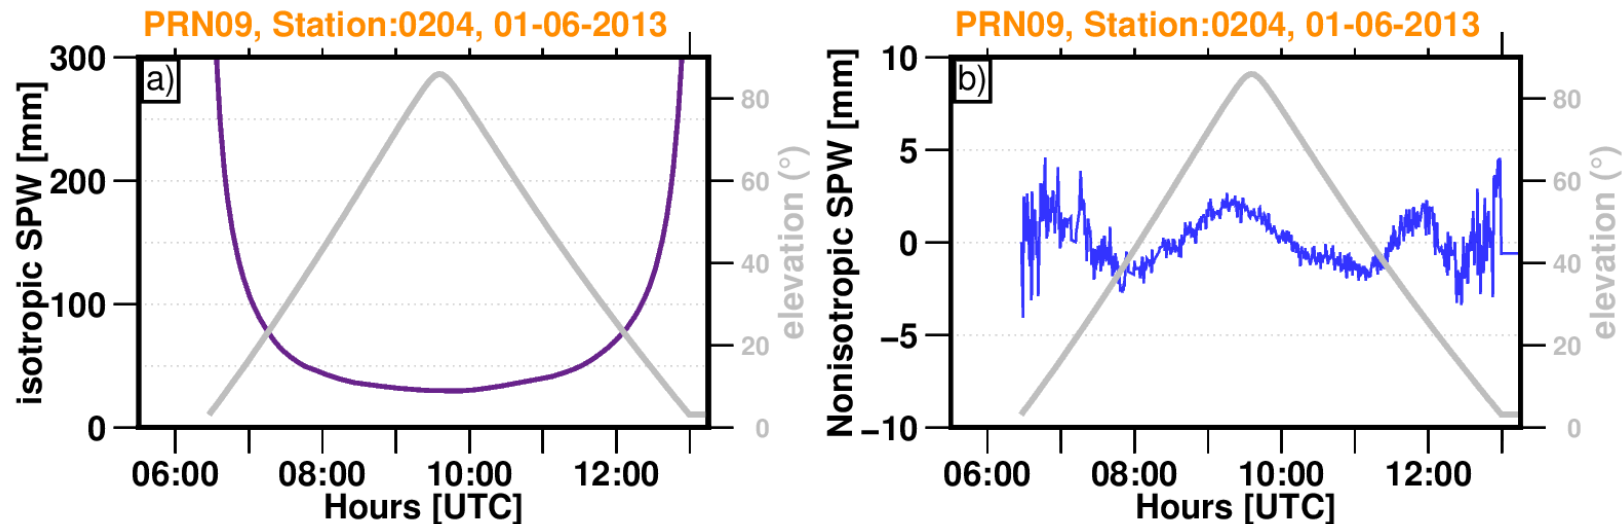 PRN09, Station:0204, 01-06-2013
a)
isotropic SPW [mm]
300
200
100
0
80
60
40
20
0
elevation (°)
06:00 08:00 10:00 12:00
Hours [UTC]
PRN09, Station:0204, 01-06-2013
b)
Nonisotropic SPW [mm]
10
5
0
−5
−10
80
60
40
20
0
elevation (°)
06:00 08:00 10:00 12:00
Hours [UTC]